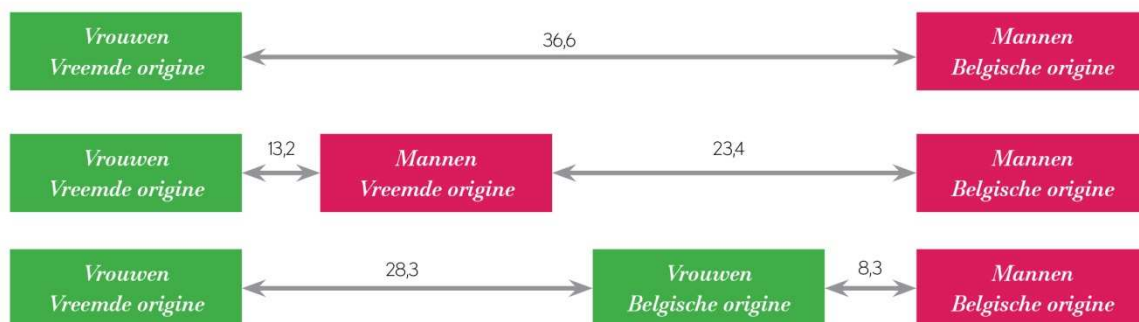 Vrouwen
Vreemde origine
36,6
Mannen
Belgische origine
Vrouwen
Vreemde origine
13,2
Mannen
Vreemde origine
23,4
Mannen
Belgische origine
Vrouwen
Vreemde origine
28,3
Vrouwen
Belgische origine
8,3
Mannen
Belgische origine